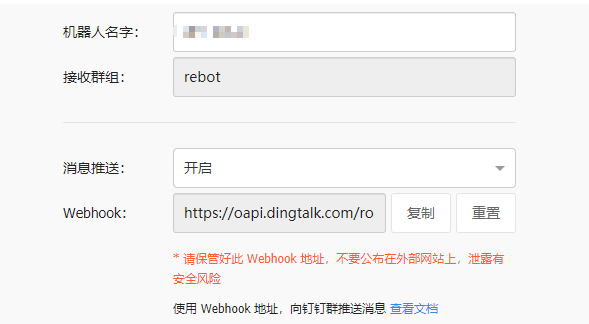 机器人名字：
接收群组： rebot
消息推送： 开启
Webhook： https://oapi.dingtalk.com/ro 复制 重置
* 请保管好此 Webhook 地址，不要公布在外部网站上，泄露有
安全风险
使用 Webhook 地址，向钉钉群推送消息 查看文档